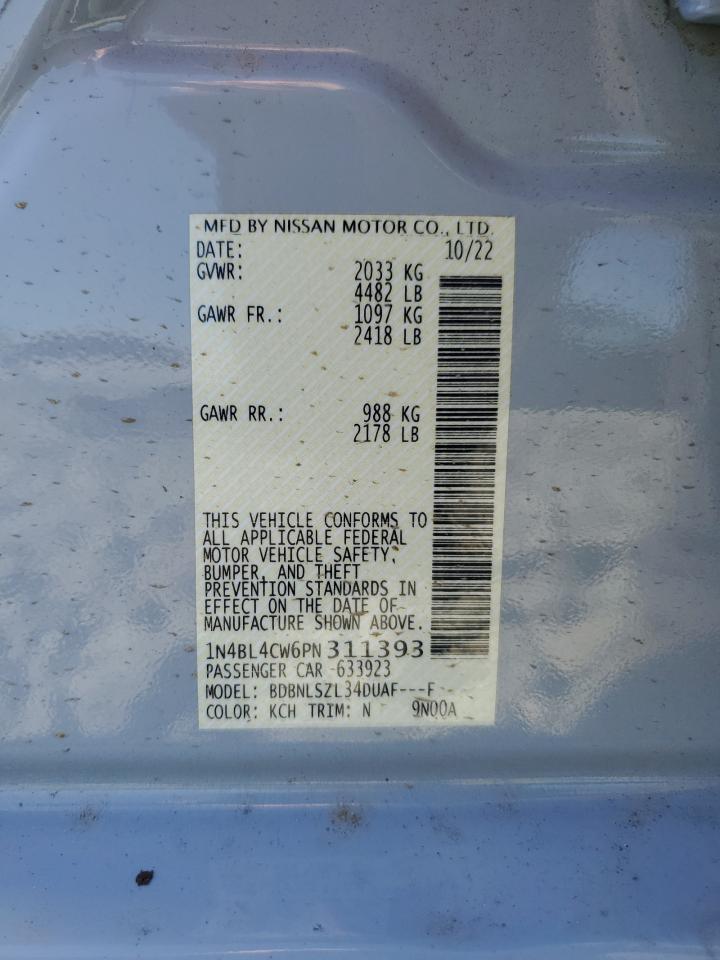 MFD BY NISSAN MOTOR CO., LTD.
DATE: 10/22
GVWR: 2033 KG
4482 LB
GAWR FR.: 1097 KG
2418 LB
GAWR RR.: 988 KG
2178 LB
THIS VEHICLE CONFORMS TO
ALL APPLICABLE FEDERAL
MOTOR VEHICLE SAFETY,
BUMPER, AND THEFT
PREVENTION STANDARDS IN
EFFECT ON THE DATE OF
MANUFACTURE SHOWN ABOVE.
1N4BL4CW6PN311393
PASSENGER CAR 633923
MODEL: BDBNLSZL34DUAF---F
COLOR: KCH TRIM: N 9N00A